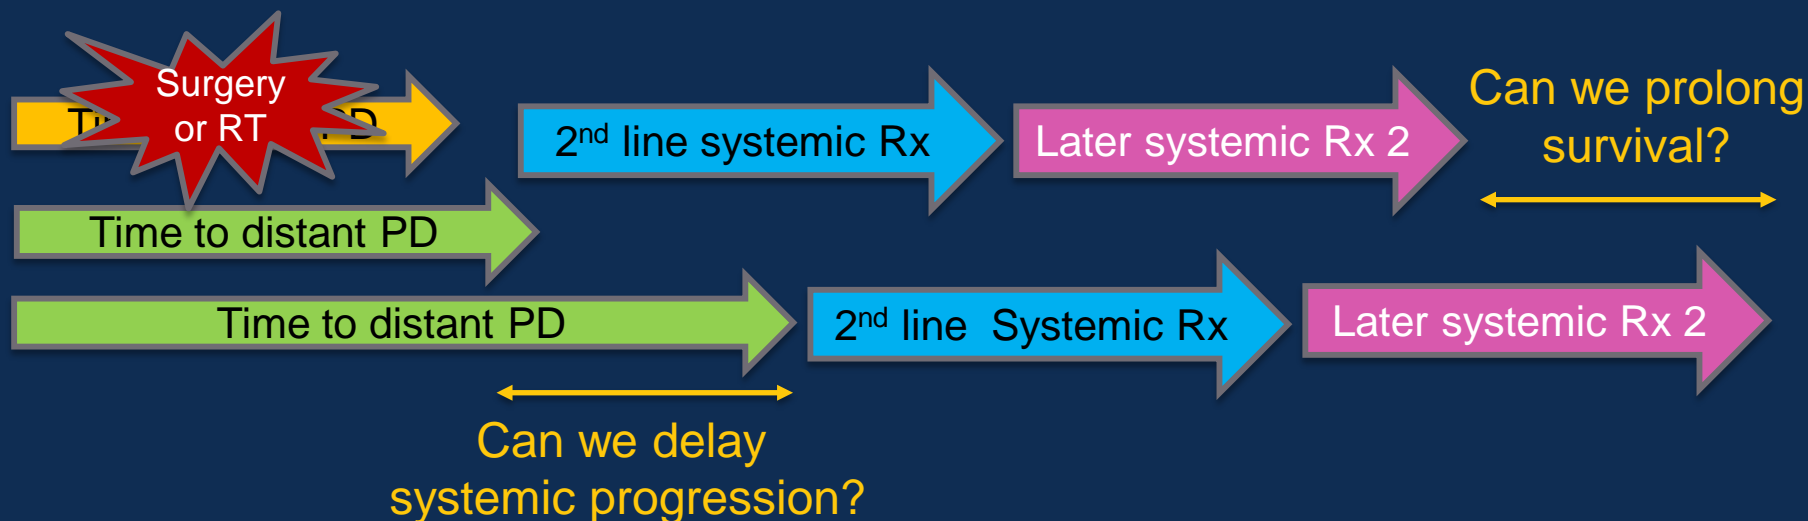 Surgery
or RT
PD
2nd line systemic Rx
Later systemic Rx 2
Can we prolong
survival?
Time to distant PD
Time to distant PD
2nd line Systemic Rx
Later systemic Rx 2
Can we delay
systemic progression?